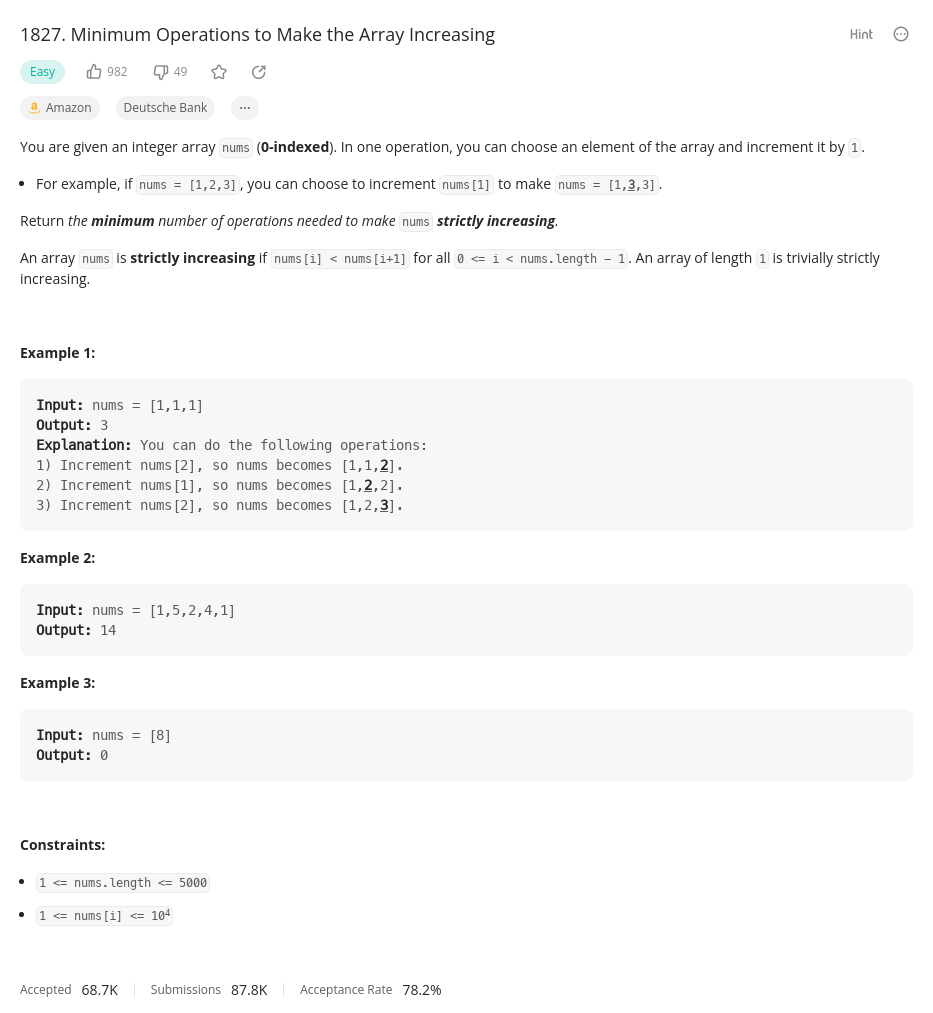 1827. Minimum Operations to Make the Array Increasing
Hint
Easy 982 49
Amazon Deutsche Bank ...
You are given an integer array nums (0-indexed). In one operation, you can choose an element of the array and increment it by 1.
• For example, if nums = [1,2,3], you can choose to increment nums[1] to make nums = [1,3,3].
Return the minimum number of operations needed to make nums strictly increasing.
An array nums is strictly increasing if nums[i] < nums[i+1] for all 0 <= i < nums.length - 1. An array of length 1 is trivially strictly
increasing.
Example 1:
Input: nums = [1,1,1]
Output: 3
Explanation: You can do the following operations:
1) Increment nums[2], so nums becomes [1,1,2].
2) Increment nums[1], so nums becomes [1,2,2].
3) Increment nums[2], so nums becomes [1,2,3].
Example 2:
Input: nums = [1,5,2,4,1]
Output: 14
Example 3:
Input: nums = [8]
Output: 0
Constraints:
• 1 <= nums.length <= 5000
• 1 <= nums[i] <= 10⁴
Accepted 68.7K Submissions 87.8K Acceptance Rate 78.2%